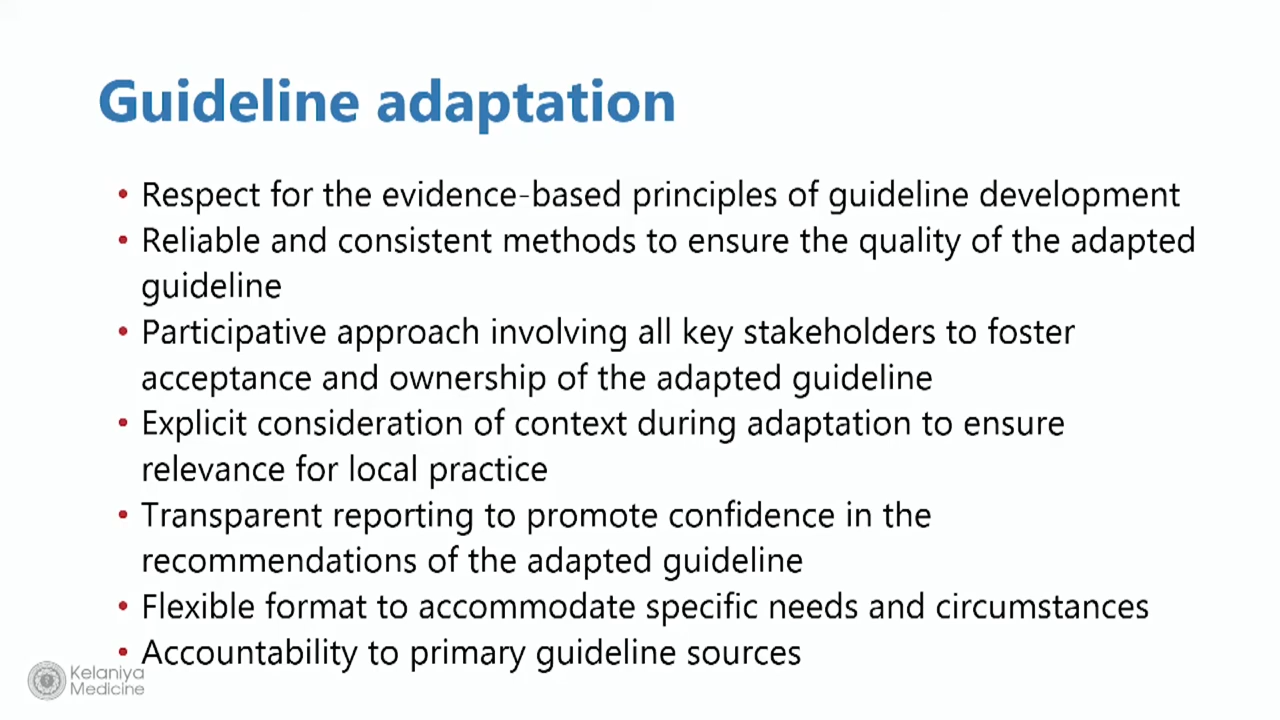 Guideline adaptation
• Respect for the evidence-based principles of guideline development
• Reliable and consistent methods to ensure the quality of the adapted
guideline
• Participative approach involving all key stakeholders to foster
acceptance and ownership of the adapted guideline
• Explicit consideration of context during adaptation to ensure
relevance for local practice
• Transparent reporting to promote confidence in the
recommendations of the adapted guideline
• Flexible format to accommodate specific needs and circumstances
• Accountability to primary guideline sources
Kelaniya
Medicine